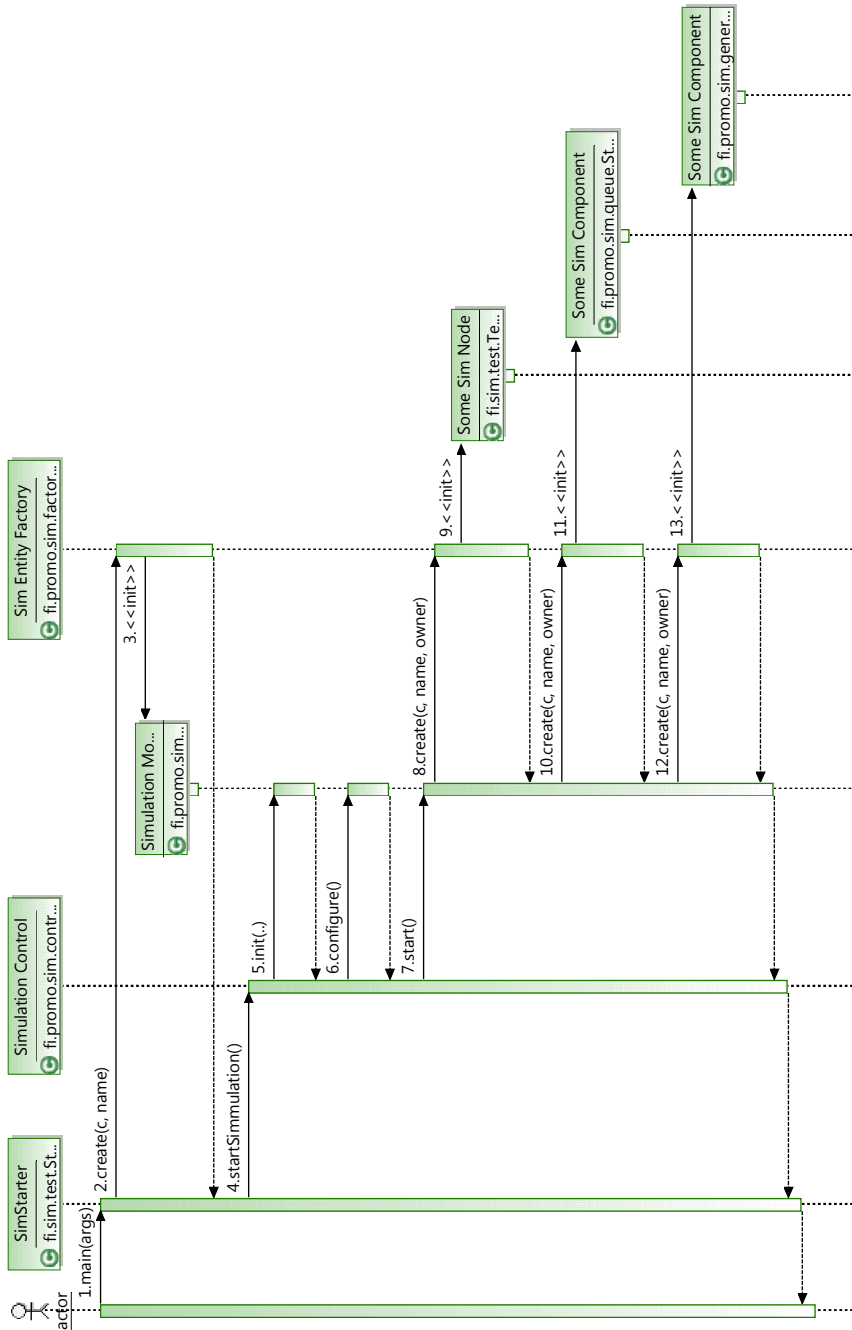 actor
SimStarter
fi.sim.test.St...
Simulation Control
fi.promo.sim.contr...
Sim Entity Factory
fi.promo.sim.factor...
1.main(args)
2.create(c, name)
3.<<init>>
Simulation Mo...
fi.promo.sim...
4.startSimmulation()
5.init(..)
6.configure()
7.start()
8.create(c, name, owner)
9.<<init>>
Some Sim Node
fi.sim.test.Te...
10.create(c, name, owner)
11.<<init>>
Some Sim Component
fi.promo.sim.queue.St...
12.create(c, name, owner)
13.<<init>>
Some Sim Component
fi.promo.sim.gener...